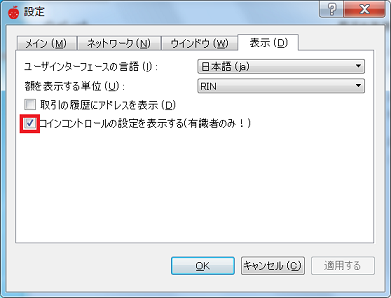 設定
メイン (M)
ネットワーク (N)
ウインドウ (W)
表示 (D)
ユーザインターフェースの言語 (I) :
日本語 (ja)
額を表示する単位 (U) :
RIN
取引の履歴にアドレスを表示 (D)
コインコントロールの設定を表示する(有識者のみ！)
OK
キャンセル (C)
適用する